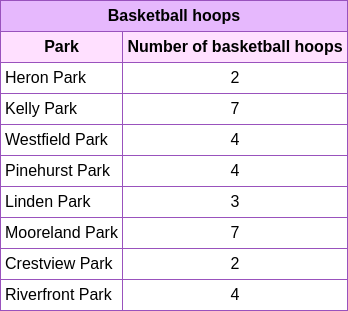 Basketball hoops
Park Number of basketball hoops
Heron Park 2
Kelly Park 7
Westfield Park 4
Pinehurst Park 4
Linden Park 3
Mooreland Park 7
Crestview Park 2
Riverfront Park 4